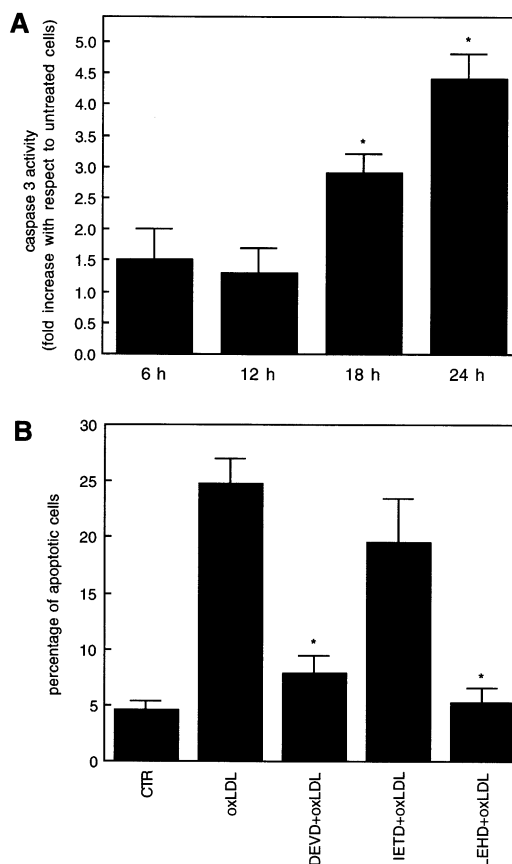 A
caspase 3 activity
(fold increase with respect to untreated cells)
5.0
4.5
4.0
3.5
3.0
2.5
2.0
1.5
1.0
0.5
0.0
*
*
6 h
12 h
18 h
24 h
B
percentage of apoptotic cells
30
25
20
15
10
5
0
*
*
CTR
oxLDL
DEVD+oxLDL
IETD+oxLDL
LEHD+oxLDL